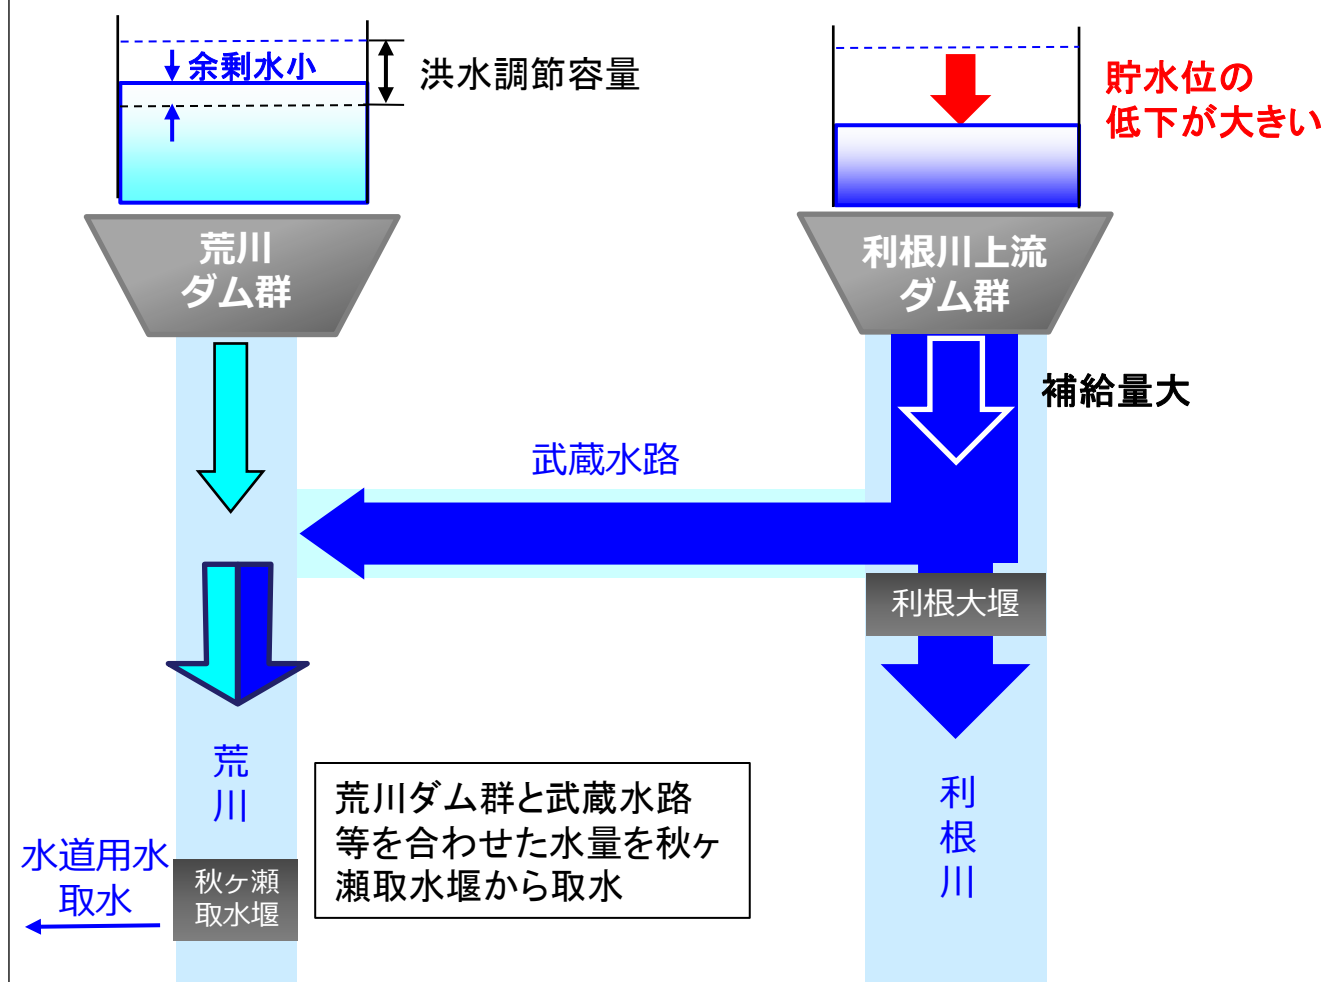 余剰水小
洪水調節容量
貯水位の
低下が大きい
荒川
ダム群
利根川上流
ダム群
補給量大
武蔵水路
利根大堰
荒川
利根川
荒川ダム群と武蔵水路
等を合わせた水量を秋ヶ
瀬取水堰から取水
水道用水
取水
秋ヶ瀬
取水堰